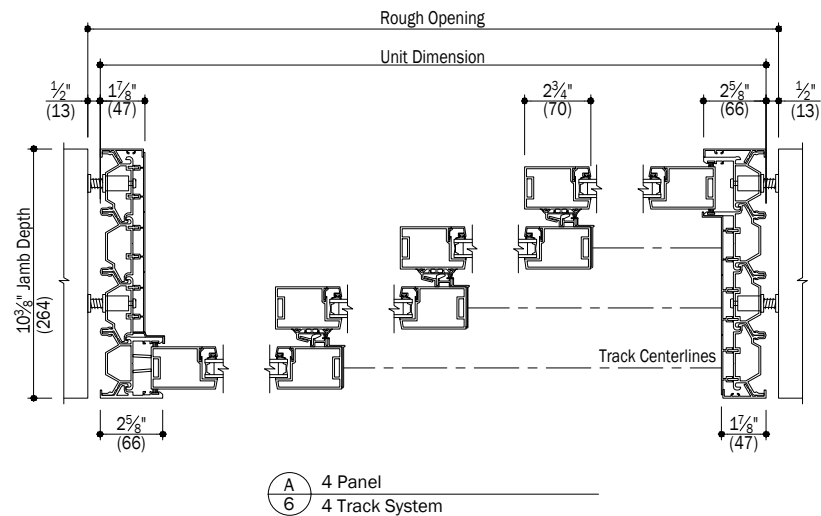 Rough Opening
Unit Dimension
½"
(13)
1⅞"
(47)
2¾"
(70)
2⅝"
(66)
½"
(13)
10⅜" Jamb Depth
(264)
Track Centerlines
2⅝"
(66)
1⅞"
(47)
A
6
4 Panel
4 Track System